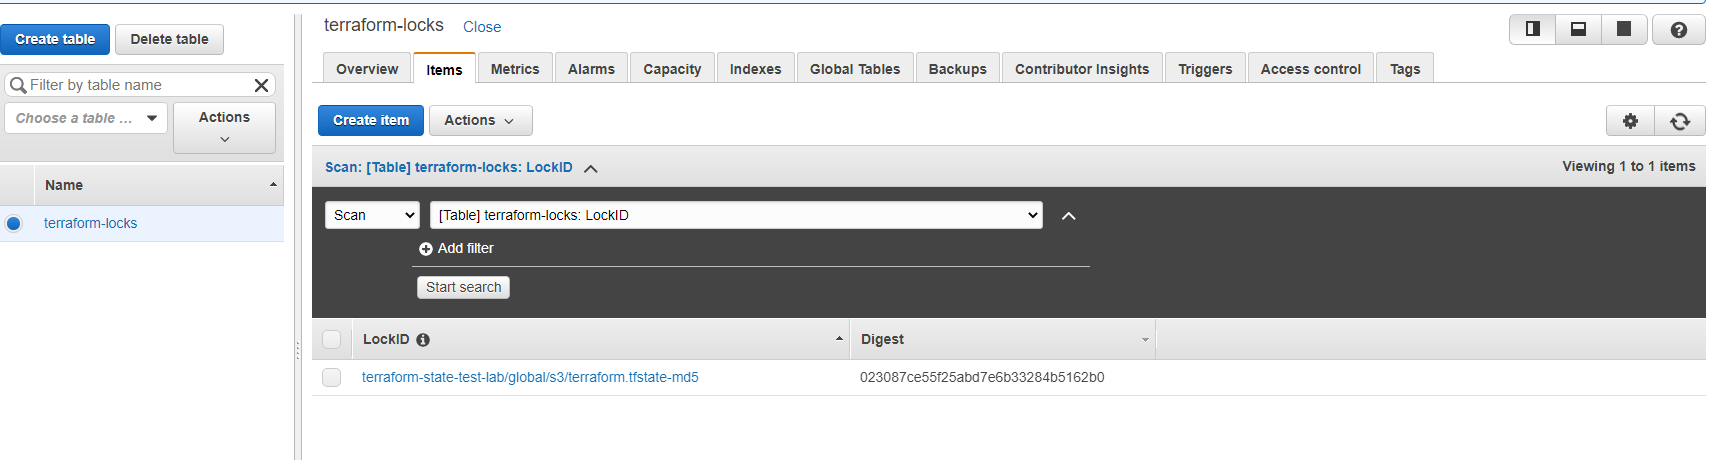 Create table Delete table
Filter by table name
Choose a table ... Actions
Name
terraform-locks
terraform-locks Close
Overview Items Metrics Alarms Capacity Indexes Global Tables Backups Contributor Insights Triggers Access control Tags
Create item Actions
Scan: [Table] terraform-locks: LockID Viewing 1 to 1 items
Scan [Table] terraform-locks: LockID
Add filter
Start search
LockID Digest
terraform-state-test-lab/global/s3/terraform.tfstate-md5 023087ce55f25abd7e6b33284b5162b0